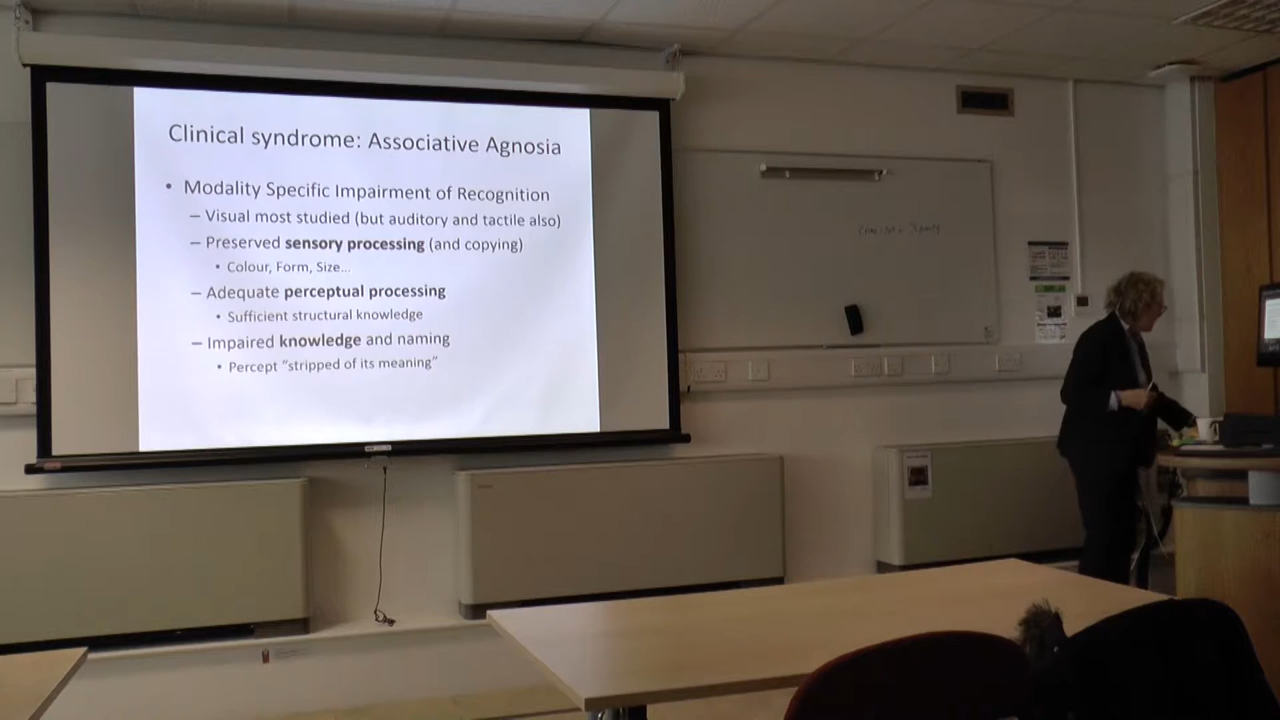 Clinical syndrome: Associative Agnosia
• Modality Specific Impairment of Recognition
– Visual most studied (but auditory and tactile also)
– Preserved sensory processing (and copying)
• Colour, Form, Size...
– Adequate perceptual processing
• Sufficient structural knowledge
– Impaired knowledge and naming
• Percept “stripped of its meaning”